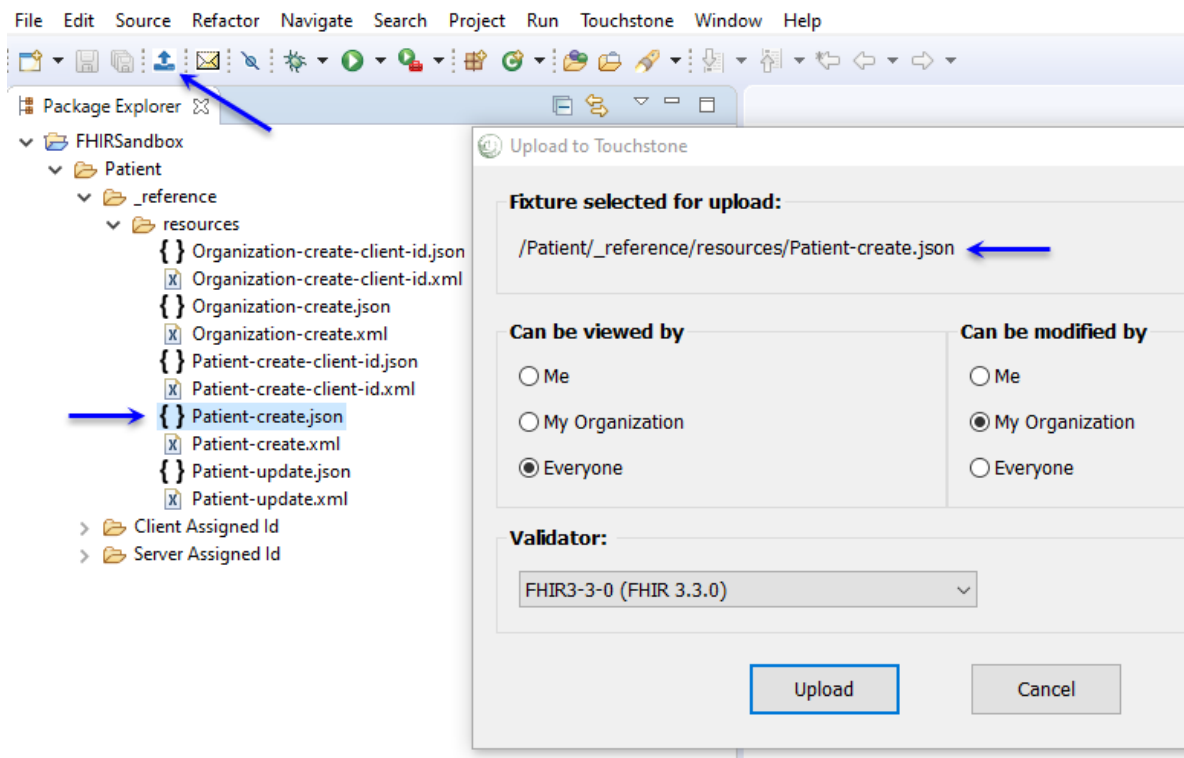 File Edit Source Refactor Navigate Search Project Run Touchstone Window Help
Package Explorer
FHIRSandbox
Patient
_reference
resources
Organization-create-client-id.json
Organization-create-client-id.xml
Organization-create.json
Organization-create.xml
Patient-create-client-id.json
Patient-create-client-id.xml
Patient-create.json
Patient-create.xml
Patient-update.json
Patient-update.xml
Client Assigned Id
Server Assigned Id
Upload to Touchstone
Fixture selected for upload:
/Patient/_reference/resources/Patient-create.json
Can be viewed by
Me
My Organization
Everyone
Can be modified by
Me
My Organization
Everyone
Validator:
FHIR3-3-0 (FHIR 3.3.0)
Upload
Cancel